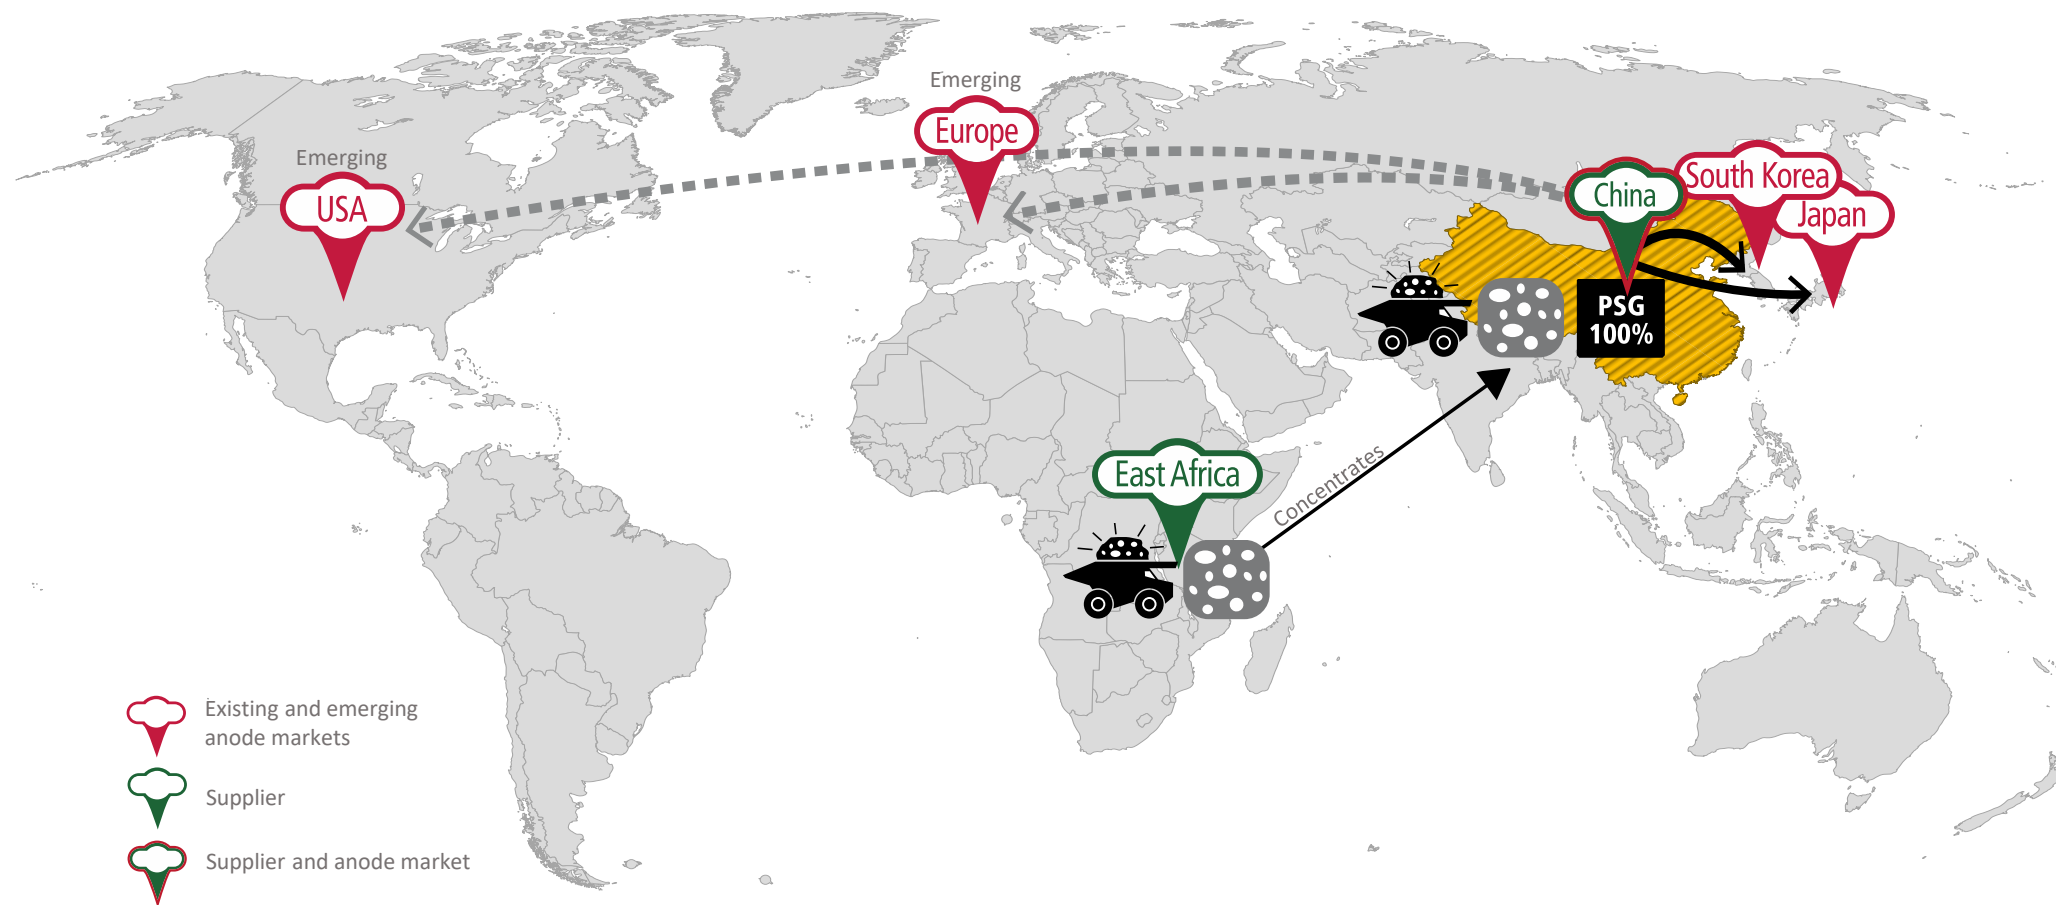 Emerging
Europe
Emerging
USA
China
South Korea
Japan
PSG
100%
East Africa
Concentrates
Existing and emerging
anode markets
Supplier
Supplier and anode market